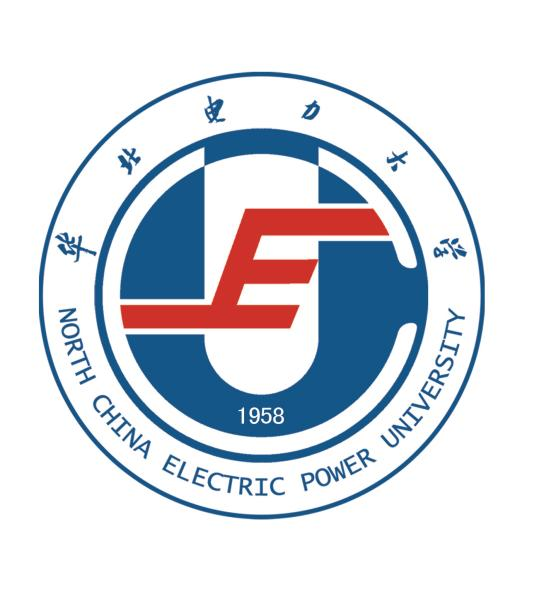 华北电力大学
1958
NORTH CHINA ELECTRIC POWER UNIVERSITY